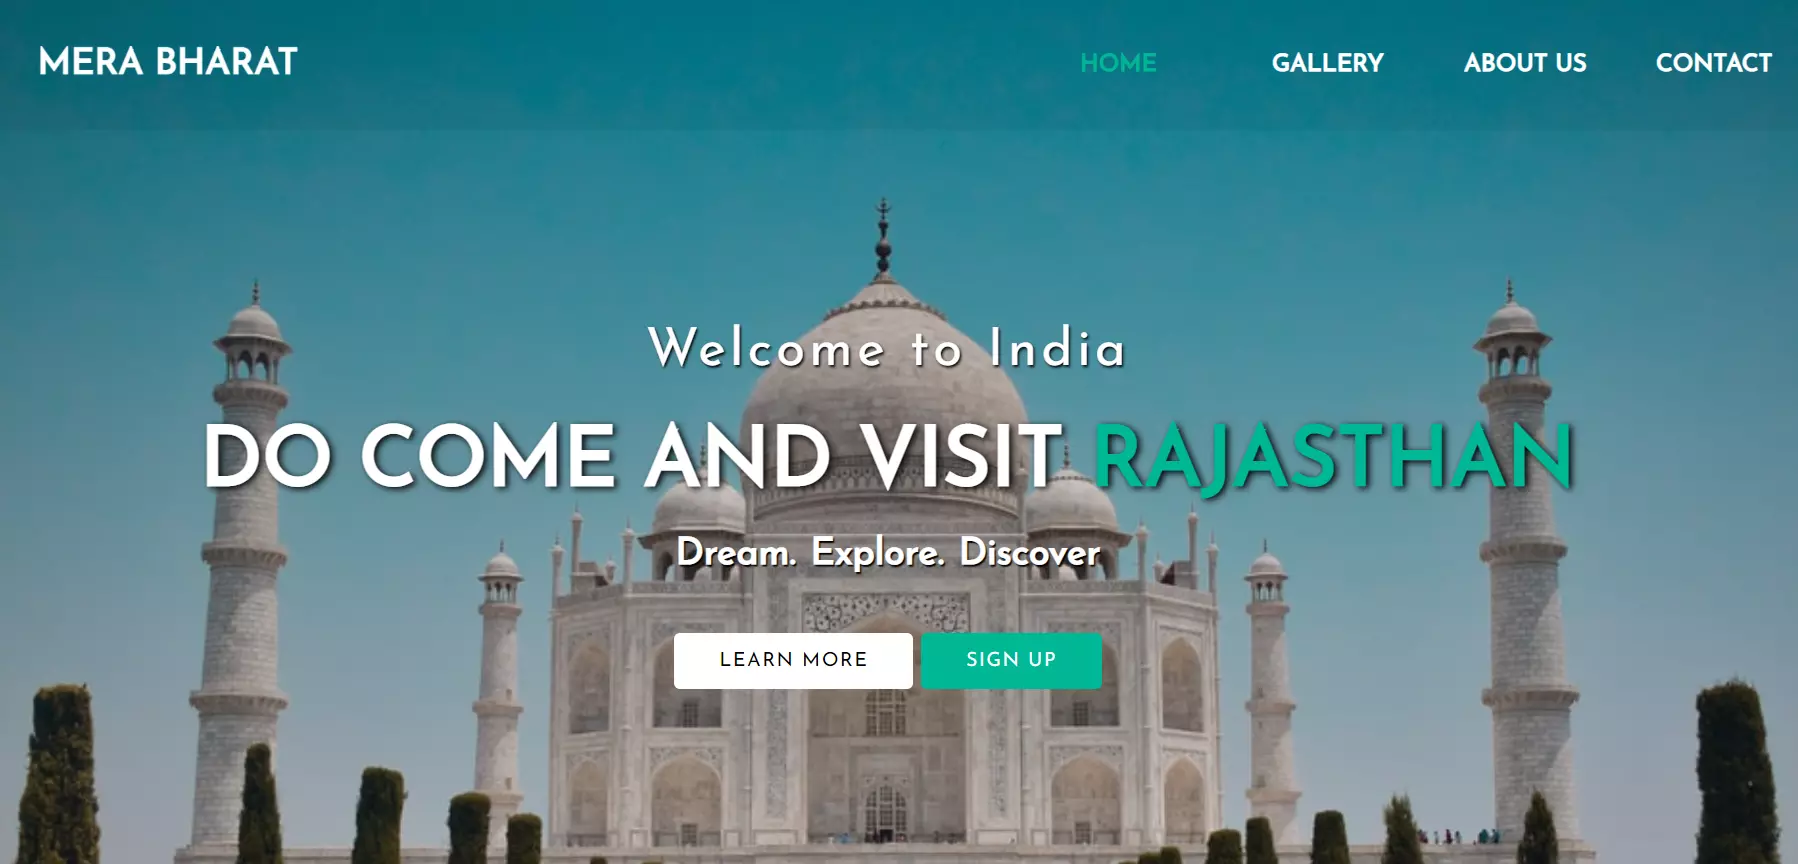 MERA BHARAT
HOME GALLERY ABOUT US CONTACT
Welcome to India
DO COME AND VISIT RAJASTHAN
Dream. Explore. Discover
LEARN MORE SIGN UP